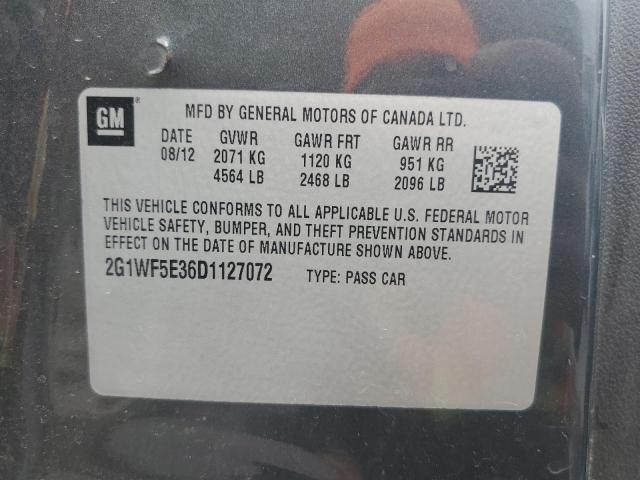 GM
MFD BY GENERAL MOTORS OF CANADA LTD.
DATE GVWR GAWR FRT GAWR RR
08/12 2071 KG 1120 KG 951 KG
4564 LB 2468 LB 2096 LB
THIS VEHICLE CONFORMS TO ALL APPLICABLE U.S. FEDERAL MOTOR
VEHICLE SAFETY, BUMPER, AND THEFT PREVENTION STANDARDS IN
EFFECT ON THE DATE OF MANUFACTURE SHOWN ABOVE.
2G1WF5E36D1127072 TYPE: PASS CAR